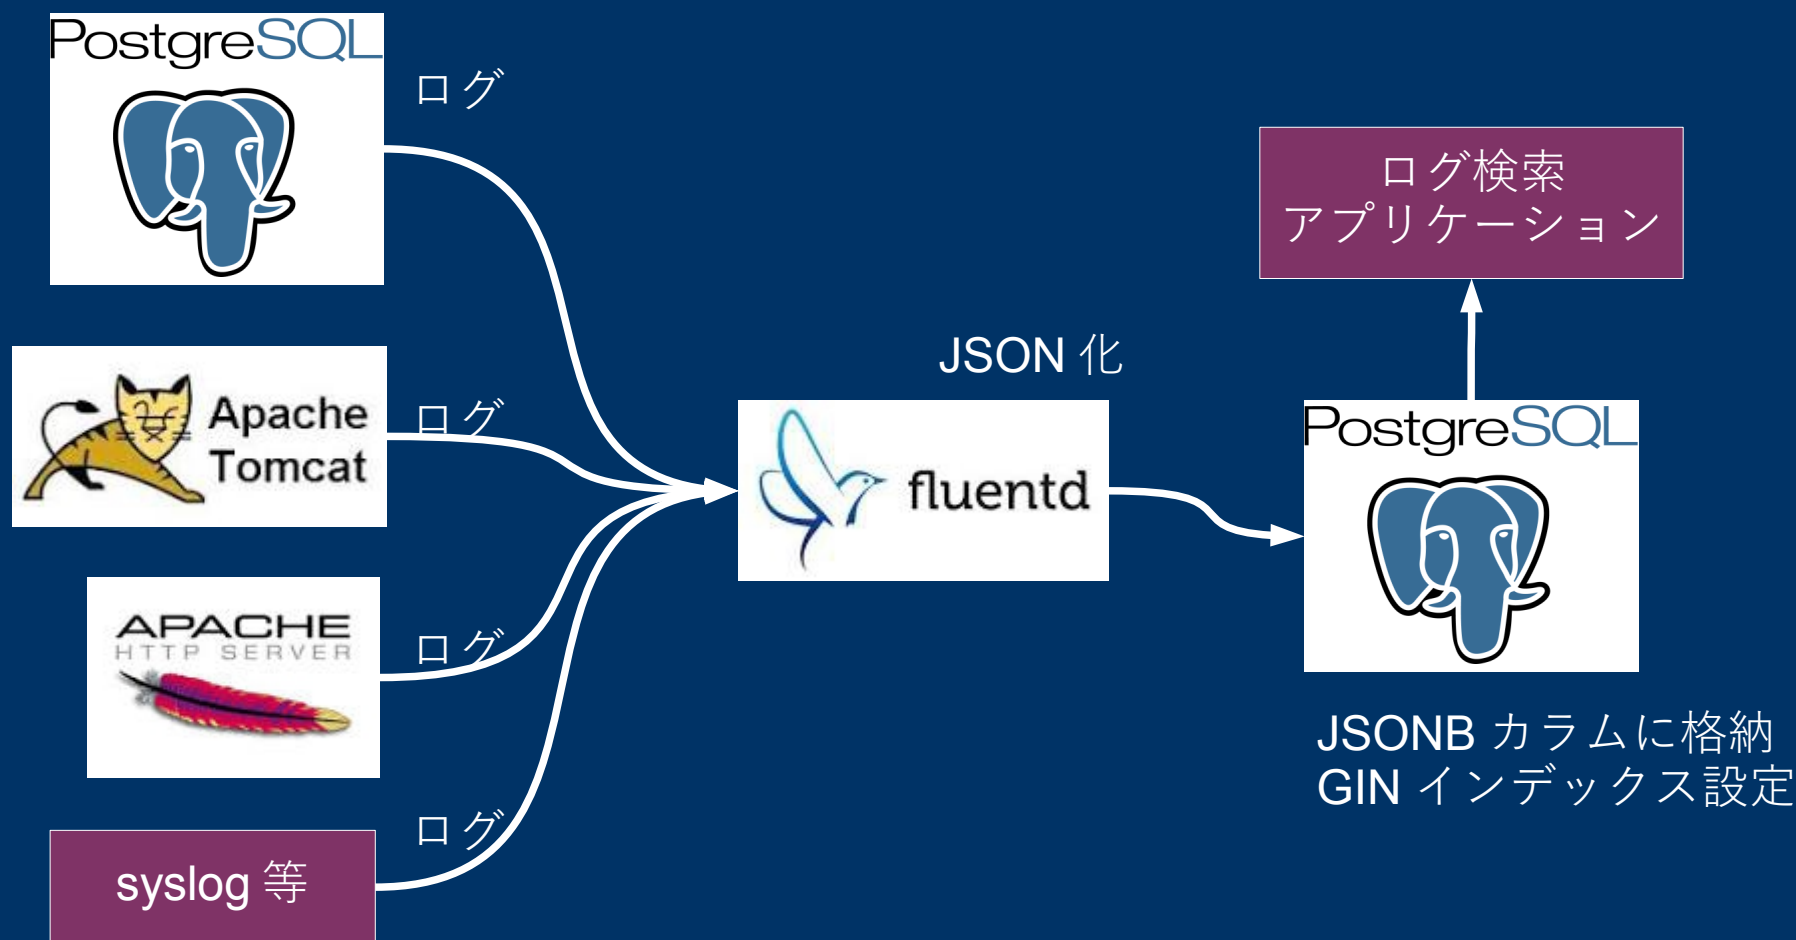 PostgreSQL
ログ
Apache
Tomcat
ログ
APACHE
HTTP SERVER
ログ
syslog 等
ログ
JSON 化
fluentd
ログ検索
アプリケーション
PostgreSQL
JSONB カラムに格納
GIN インデックス設定